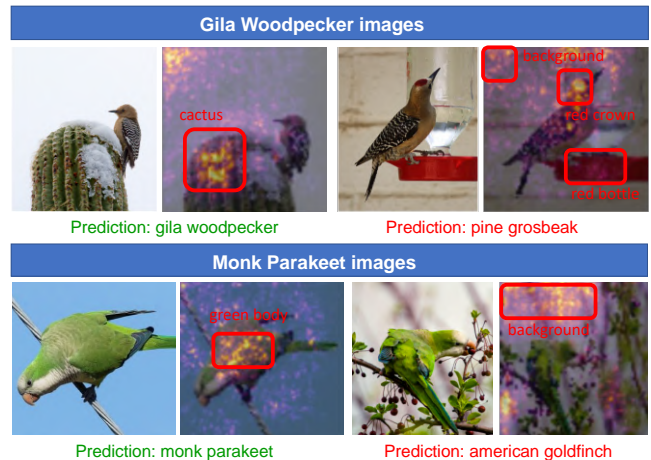 Gila Woodpecker images
background
cactus
red crown
red bottle
Prediction: gila woodpecker
Prediction: pine grosbeak
Monk Parakeet images
green body
background
Prediction: monk parakeet
Prediction: american goldfinch